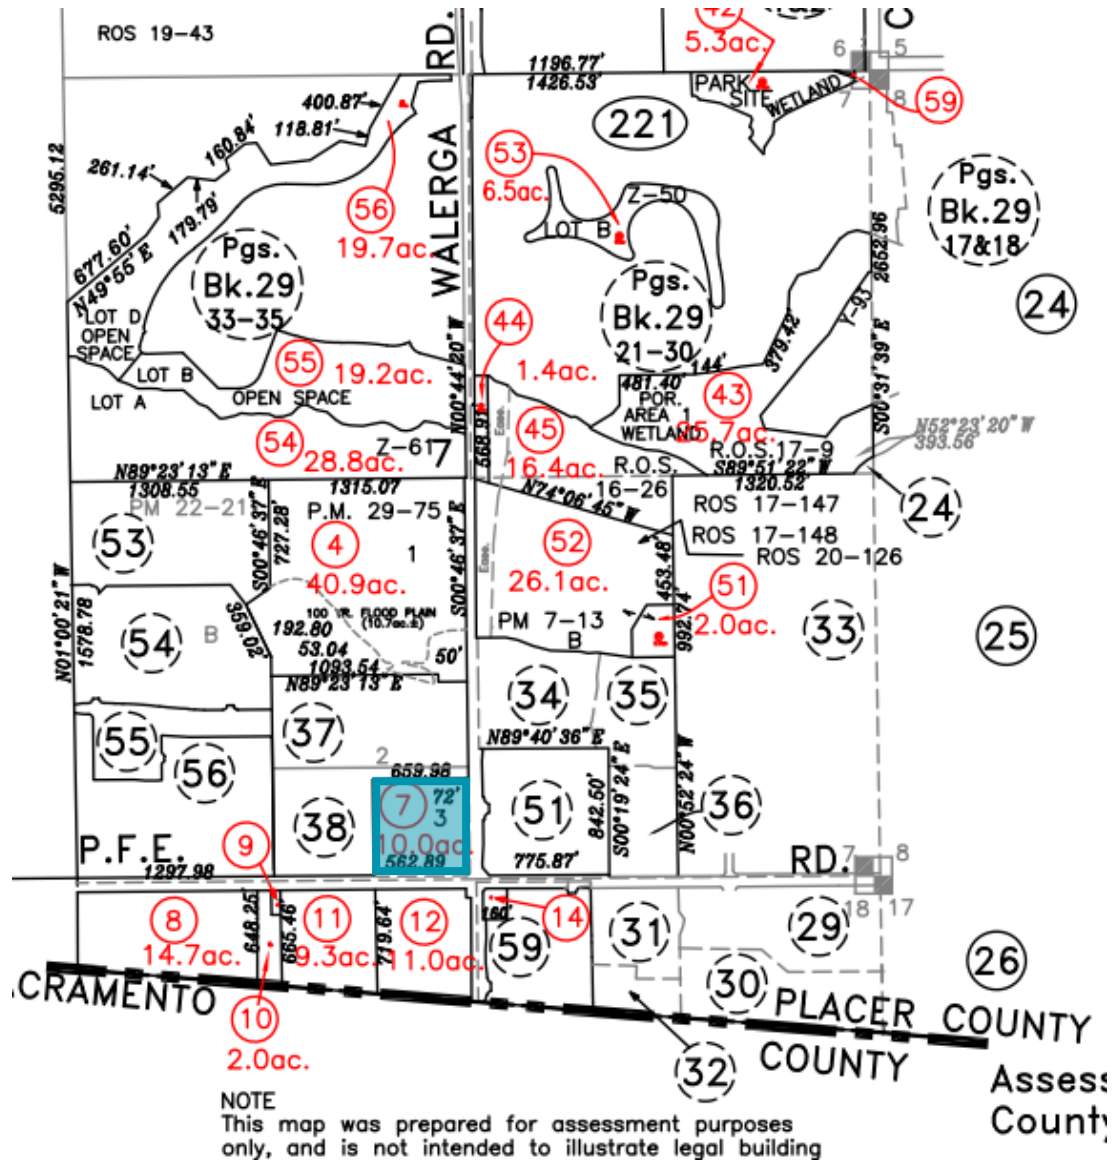 ROS 19-43
WALERGA RD.
42
5.3ac.
C
6
5
7
8
1196.77'
1426.53'
PARK
SITE
WETLAND
59
400.87'
118.81'
160.84'
261.14'
179.79'
677.60'
N49°55' E
5295.12
221
53
6.5ac.
Z-50
LOT B
56
19.7ac.
Pgs.
Bk.29
33-35
Pgs.
Bk.29
17&18
2652.96
24
Pgs.
Bk.29
21-30
Y-93
379.42'
144'
S00°31'39" E
LOT D
OPEN
SPACE
LOT B
LOT A
55
19.2ac.
OPEN SPACE
N00°44'20" W
44
1.4ac.
481.40'
POR.
AREA 1
WETLAND
43
R.O.S.17-9
S89°51'22" W
1320.52'
N52°23'20" W
393.56
54
28.8ac.
Z-61
7
568.91'
Ease.
45
16.4ac.
R.O.S.
16-26
N74°06'45" W
24
N89°23'13" E
1308.55
PM 22-21
1315.07
P.M. 29-75
S00°46'37" E
727.28'
S00°46'37" E
53
4
1
40.9ac.
100 YR. FLOOD PLAIN
(10.7ac.±)
52
26.1ac.
Ease.
453.48'
ROS 17-147
ROS 17-148
ROS 20-126
51
2.0ac.
992.74'
PM 7-13
B
33
25
N01°00'21" W
1578.78
54
B
359.02'
192.80
53.04
1093.54
N89°23'13" E
50'
34
35
55
56
37
2
659.98
N89°40'36" E
S00°19'24" E
N00°52'24" W
38
7
72'
3
10.0ac.
562.89
51
842.50'
775.87'
36
P.F.E.
RD.
1297.98
9
7
8
18
17
8
14.7ac.
648.25
665.46'
11
9.3ac.
719.64'
12
11.0ac.
160'
14
59
31
29
30
26
10
2.0ac.
32
PLACER COUNTY
COUNTY
NOTE
This map was prepared for assessment purposes
only, and is not intended to illustrate legal building